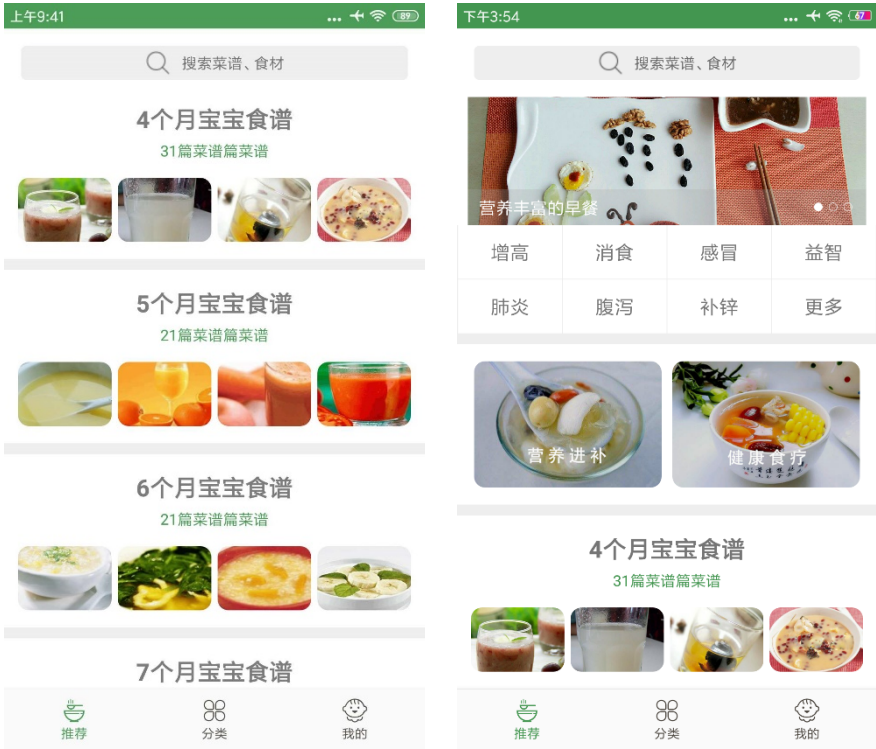 上午9:41
... 89
搜索菜谱、食材
4个月宝宝食谱
31篇菜谱篇菜谱
5个月宝宝食谱
21篇菜谱篇菜谱
6个月宝宝食谱
21篇菜谱篇菜谱
7个月宝宝食谱
推荐 分类 我的
下午3:54
... 67
搜索菜谱、食材
营养丰富的早餐
增高 消食 感冒 益智
肺炎 腹泻 补锌 更多
营养进补 健康食疗
4个月宝宝食谱
31篇菜谱篇菜谱
推荐 分类 我的